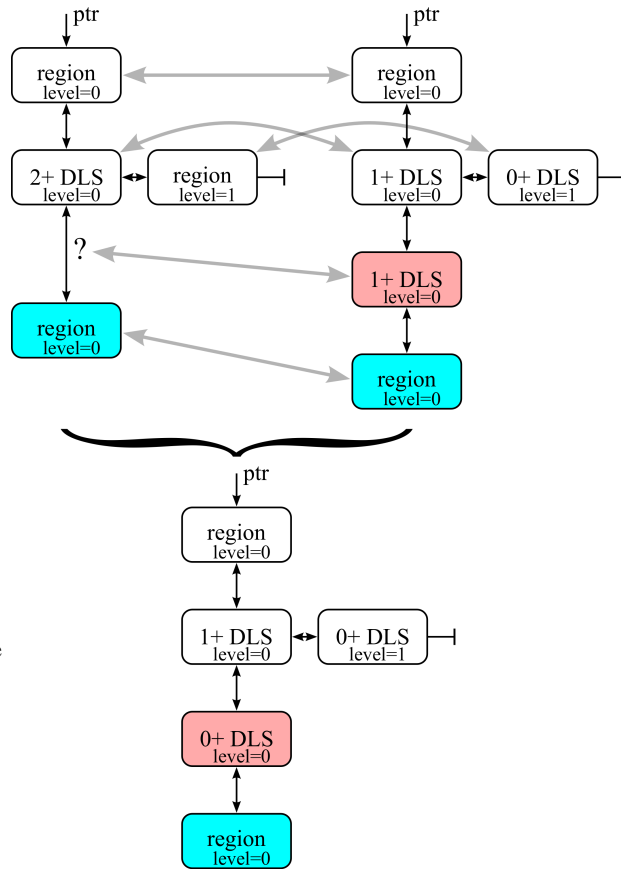 ptr
ptr
region
level=0
region
level=0
2+ DLS
level=0
region
level=1
1+ DLS
level=0
0+ DLS
level=1
?
1+ DLS
level=0
region
level=0
region
level=0
ptr
region
level=0
1+ DLS
level=0
0+ DLS
level=1
0+ DLS
level=0
region
level=0